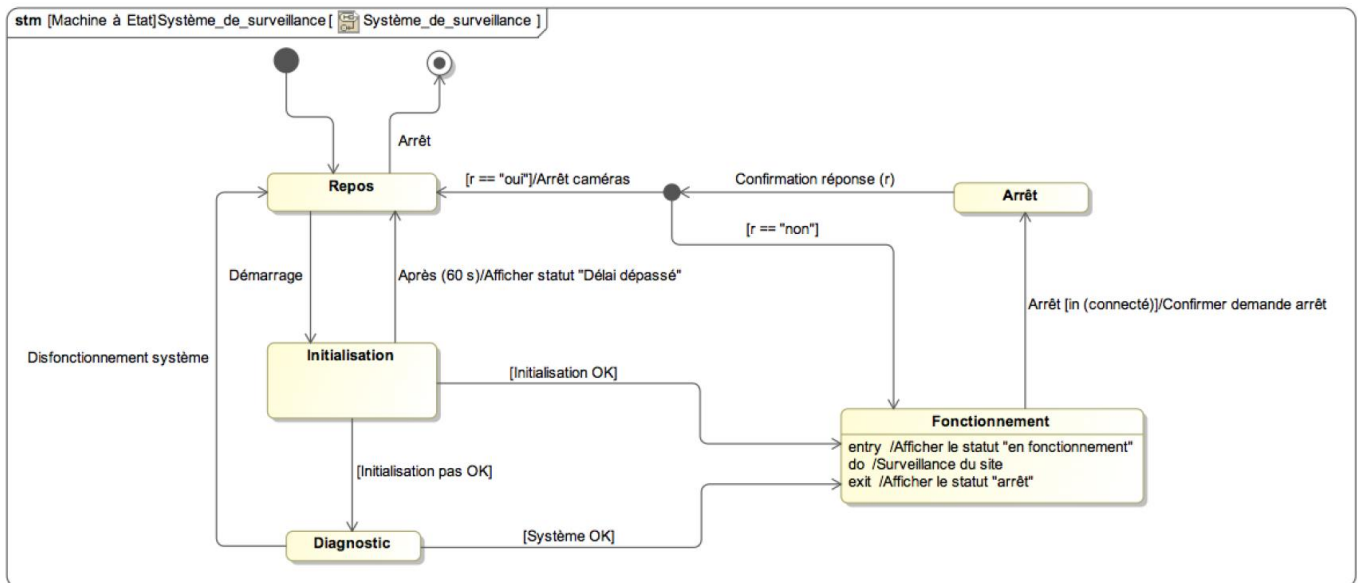 stm [Machine à Etat]Système_de_surveillance[ Système_de_surveillance ]
Arrêt
Repos
[r == "oui"]/Arrêt caméras
Confirmation réponse (r)
Arrêt
[r == "non"]
Démarrage
Après (60 s)/Afficher statut "Délai dépassé"
Arrêt [in (connecté)]/Confirmer demande arrêt
Disfonctionnement système
Initialisation
[Initialisation OK]
Fonctionnement
entry /Afficher le statut "en fonctionnement"
do /Surveillance du site
exit /Afficher le statut "arrêt"
[Initialisation pas OK]
Diagnostic
[Système OK]